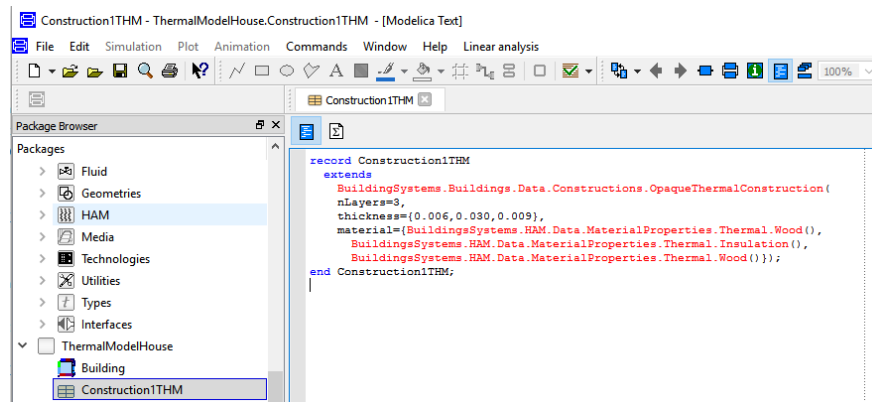 Construction1THM - ThermalModelHouse.Construction1THM - [Modelica Text]
File Edit Simulation Plot Animation Commands Window Help Linear analysis
A 100%
Construction1THM
Package Browser
Packages
Fluid
Geometries
HAM
Media
Technologies
Utilities
Types
Interfaces
ThermalModelHouse
Building
Construction1THM
record Construction1THM
extends
BuildingSystems.Buildings.Data.Constructions.OpaqueThermalConstruction(
nLayers=3,
thickness={0.006,0.030,0.009},
material={BuildingSystems.HAM.Data.MaterialProperties.Thermal.Wood(),
BuildingSystems.HAM.Data.MaterialProperties.Thermal.Insulation(),
BuildingSystems.HAM.Data.MaterialProperties.Thermal.Wood()});
end Construction1THM;